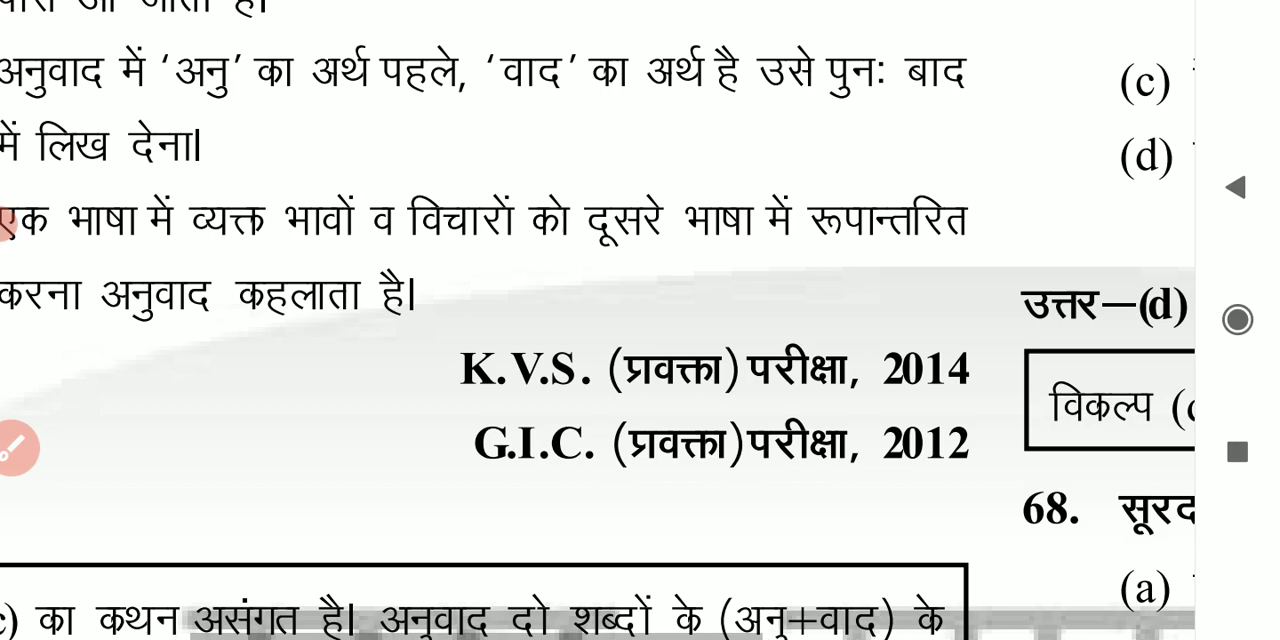 अनुवाद में ‘अनु’ का अर्थ पहले, ‘वाद’ का अर्थ है उसे पुनः बाद
में लिख देना।
एक भाषा में व्यक्त भावों व विचारों को दूसरे भाषा में रूपान्तरित
करना अनुवाद कहलाता है।
K.V.S. (प्रवक्ता) परीक्षा, 2014
G.I.C. (प्रवक्ता) परीक्षा, 2012
का कथन असंगत है। अनुवाद दो शब्दों के (अनु+वाद) के
(c)
(d)
उत्तर—(d)
विकल्प
68.
(a)